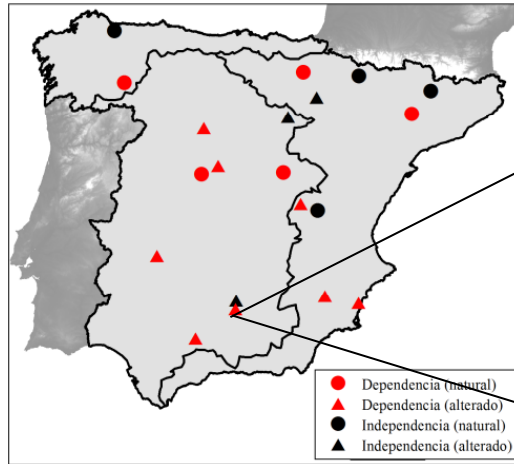 Dependencia (natural)
Dependencia (alterado)
Independencia (natural)
Independencia (alterado)